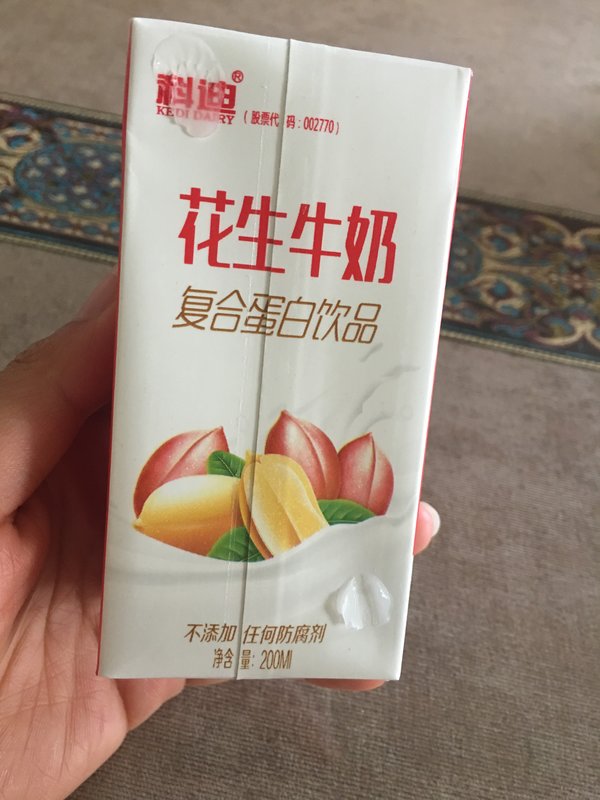 科迪®
KEDI DAIRY
(股票代码:002770)
花生牛奶
复合蛋白饮品
不添加任何防腐剂
净含量:200Ml